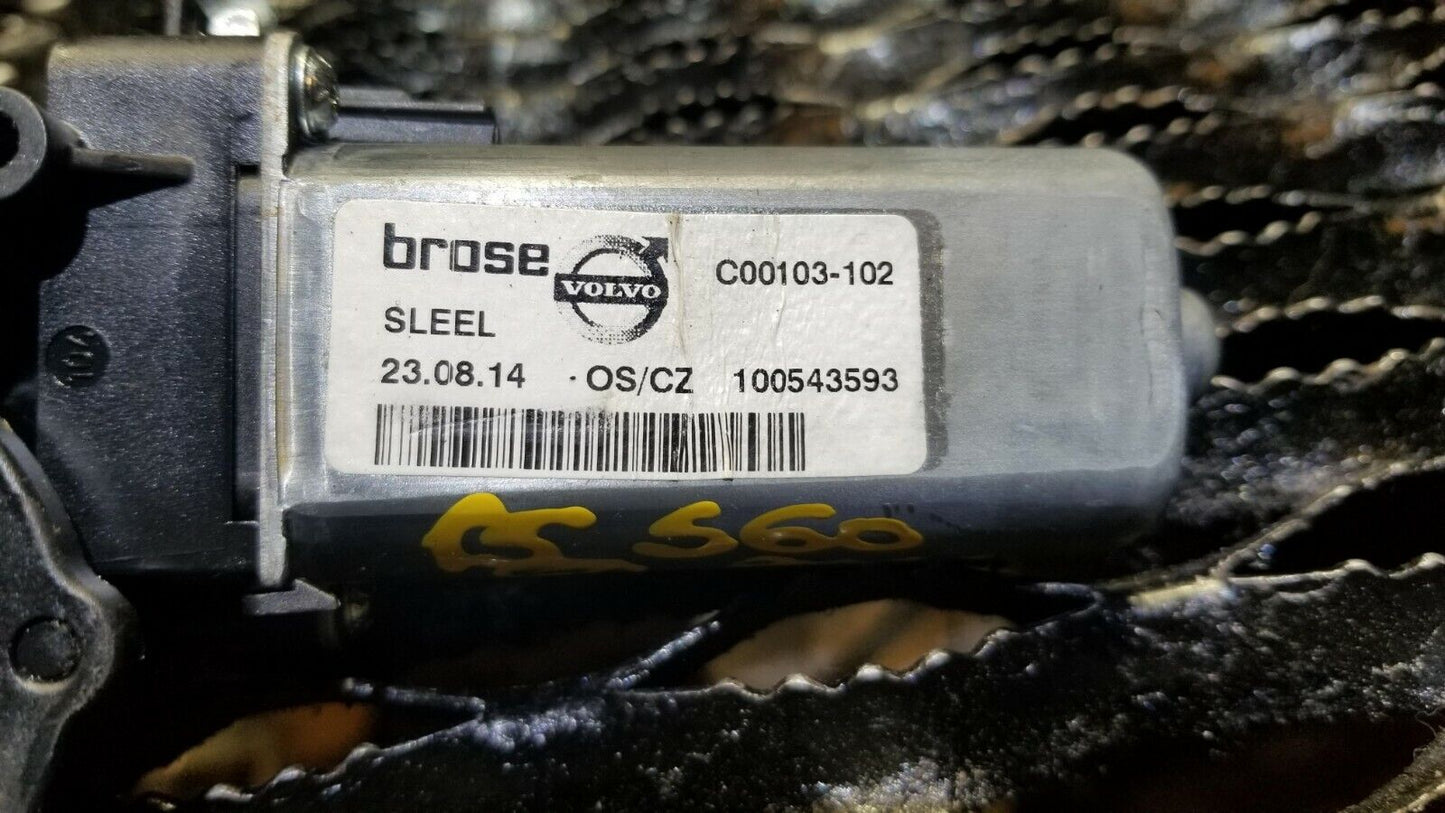 brose
VOLVO
C00103-102
SLEEL
23.08.14 · OS/CZ 100543593
S60